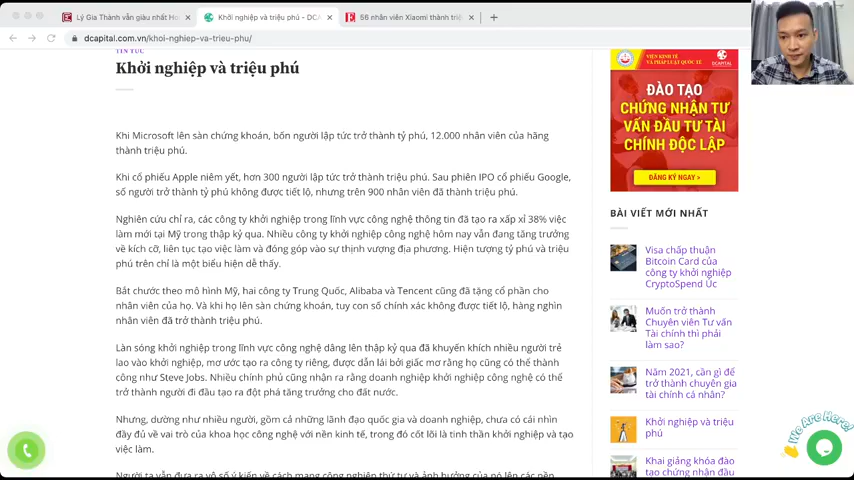 Lý Gia Thành vẫn giàu nhất Ho
Khởi nghiệp và triệu phú - DCA
56 nhân viên Xiaomi thành triệ
dcapital.com.vn/khoi-nghiep-va-trieu-phu/
TIN TỨC
Khởi nghiệp và triệu phú
Khi Microsoft lên sàn chứng khoán, bốn người lập tức trở thành tỷ phú, 12.000 nhân viên của hãng
thành triệu phú.
Khi cổ phiếu Apple niêm yết, hơn 300 người lập tức trở thành triệu phú. Sau phiên IPO cổ phiếu Google,
số người trở thành tỷ phú không được tiết lộ, nhưng trên 900 nhân viên đã thành triệu phú.
Nghiên cứu chỉ ra, các công ty khởi nghiệp trong lĩnh vực công nghệ thông tin đã tạo ra xấp xỉ 38% việc
làm mới tại Mỹ trong thập kỷ qua. Nhiều công ty khởi nghiệp công nghệ hôm nay vẫn đang tăng trưởng
về kích cỡ, liên tục tạo việc làm và đóng góp vào sự thịnh vượng địa phương. Hiện tượng tỷ phú và triệu
phú trên chỉ là một biểu hiện dễ thấy.
Bắt chước theo mô hình Mỹ, hai công ty Trung Quốc, Alibaba và Tencent cũng đã tặng cổ phần cho
nhân viên của họ. Và khi họ lên sàn chứng khoán, tuy con số chính xác không được tiết lộ, hàng nghìn
nhân viên đã trở thành triệu phú.
Làn sóng khởi nghiệp trong lĩnh vực công nghệ dâng lên thập kỷ qua đã khuyến khích nhiều người trẻ
lao vào khởi nghiệp, mơ ước tạo ra công ty riêng, được dẫn lái bởi giấc mơ rằng họ cũng có thể thành
công như Steve Jobs. Nhiều chính phủ cũng nhận ra rằng doanh nghiệp khởi nghiệp công nghệ có thể
trở thành người đi đầu tạo ra đột phá tăng trưởng cho đất nước.
Nhưng, dường như nhiều người, gồm cả những lãnh đạo quốc gia và doanh nghiệp, chưa có cái nhìn
đầy đủ về vai trò của khoa học công nghệ với nền kinh tế, trong đó cốt lõi là tinh thần khởi nghiệp và tạo
việc làm.
Người ta vẫn đưa ra vô số ý kiến về cách mạng công nghiệp thứ tư và ảnh hưởng của nó lên các nền
VIỆN KINH TẾ
VÀ PHÁP LUẬT QUỐC TẾ
DCAPITAL
ĐÀO TẠO
CHỨNG NHẬN TƯ
VẤN ĐẦU TƯ TÀI
CHÍNH ĐỘC LẬP
ĐĂNG KÝ NGAY >
BÀI VIẾT MỚI NHẤT
Visa chấp thuận
Bitcoin Card của
công ty khởi nghiệp
CryptoSpend Úc
Muốn trở thành
Chuyên viên Tư vấn
Tài chính thì phải
làm sao?
Năm 2021, cần gì để
trở thành chuyên gia
tài chính cá nhân?
Khởi nghiệp và triệu
phú
Khai giảng khóa đào
tạo chứng nhận đầu
We Are Here!